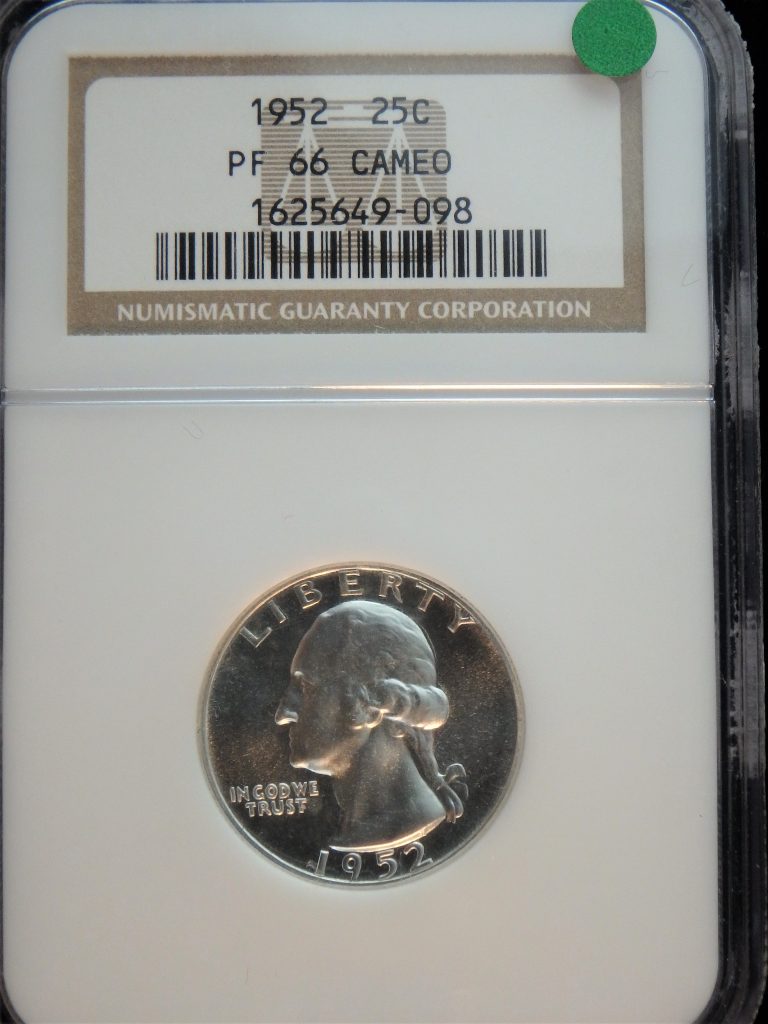 1952 25C
PF 66 CAMEO
1625649-098
NUMISMATIC GUARANTY CORPORATION
LIBERTY
IN GOD WE
TRUST
1952